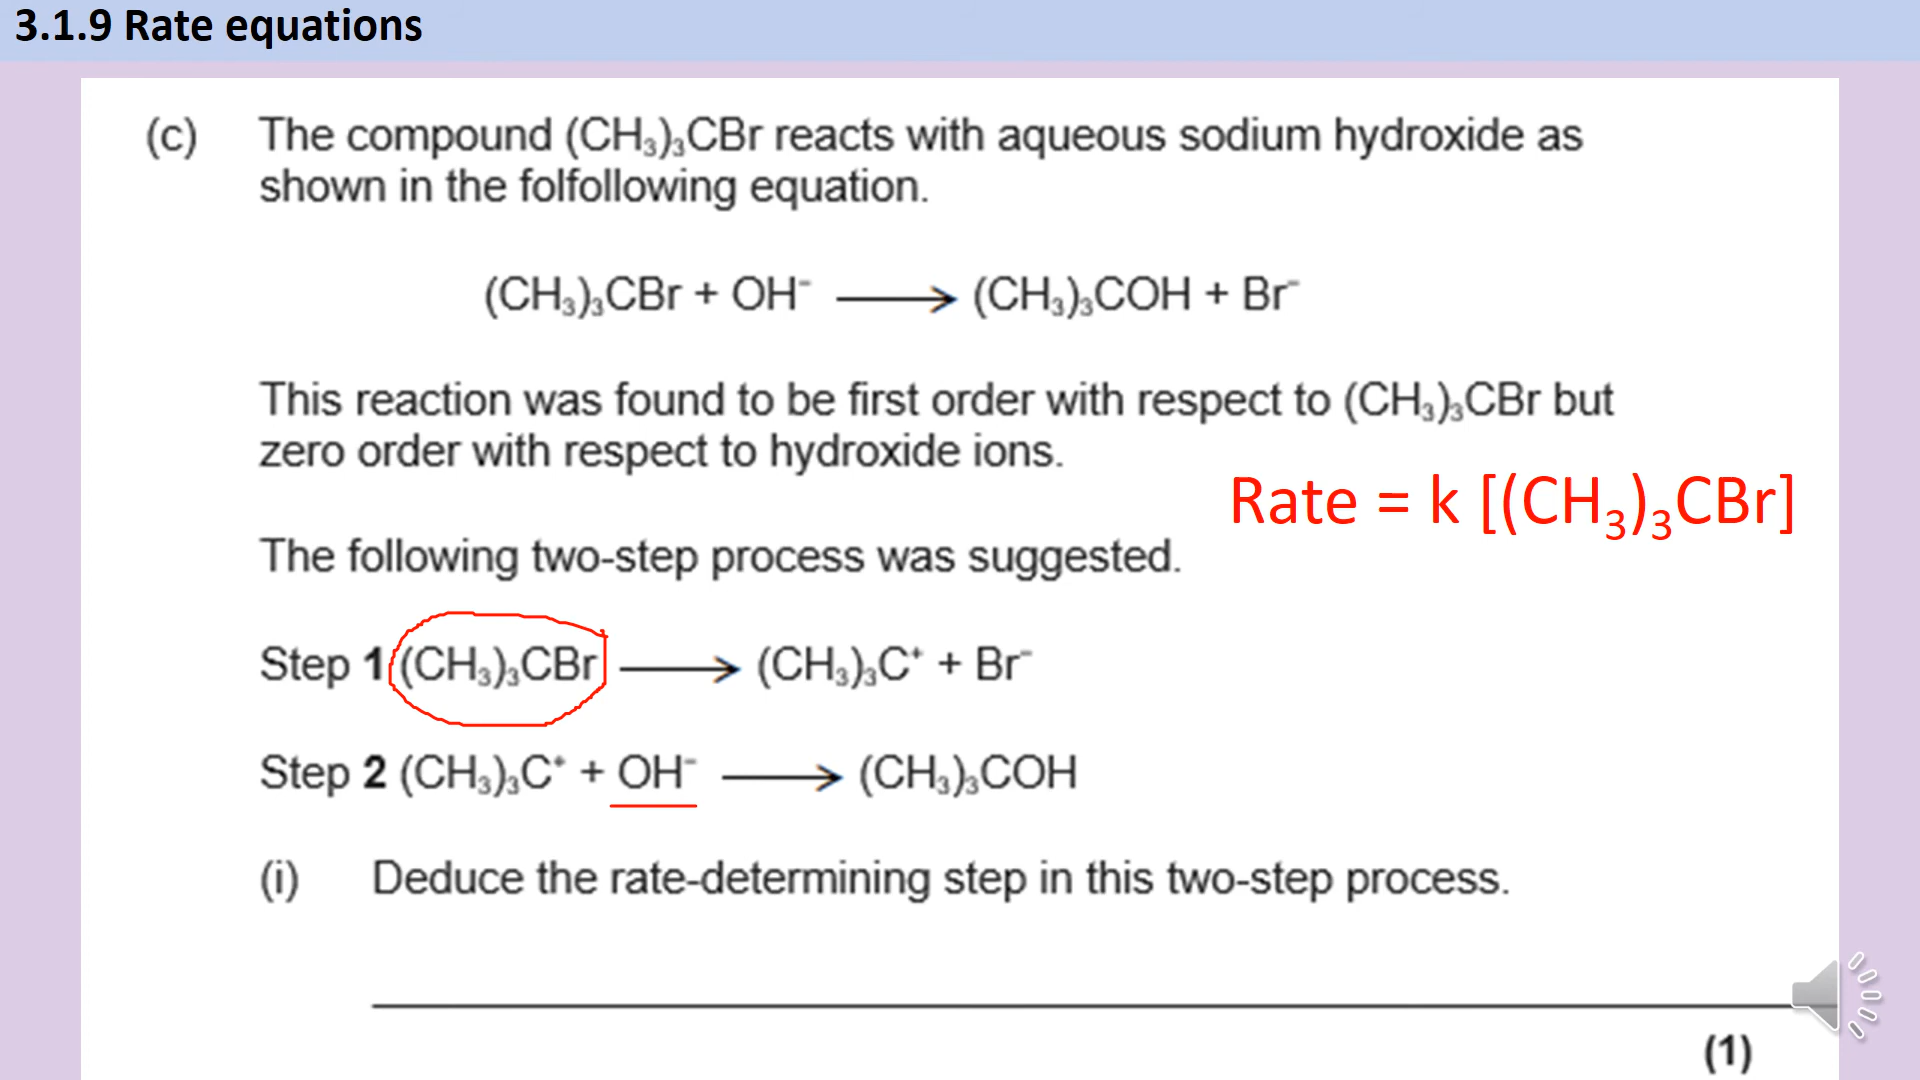 3.1.9 Rate equations
(c) The compound (CH₃)₃CBr reacts with aqueous sodium hydroxide as
shown in the folfollowing equation.
(CH₃)₃CBr + OH⁻ ⟶ (CH₃)₃COH + Br⁻
This reaction was found to be first order with respect to (CH₃)₃CBr but
zero order with respect to hydroxide ions.
Rate = k [(CH₃)₃CBr]
The following two-step process was suggested.
Step 1 (CH₃)₃CBr ⟶ (CH₃)₃C⁺ + Br⁻
Step 2 (CH₃)₃C⁺ + OH⁻ ⟶ (CH₃)₃COH
(i) Deduce the rate-determining step in this two-step process.
(1)